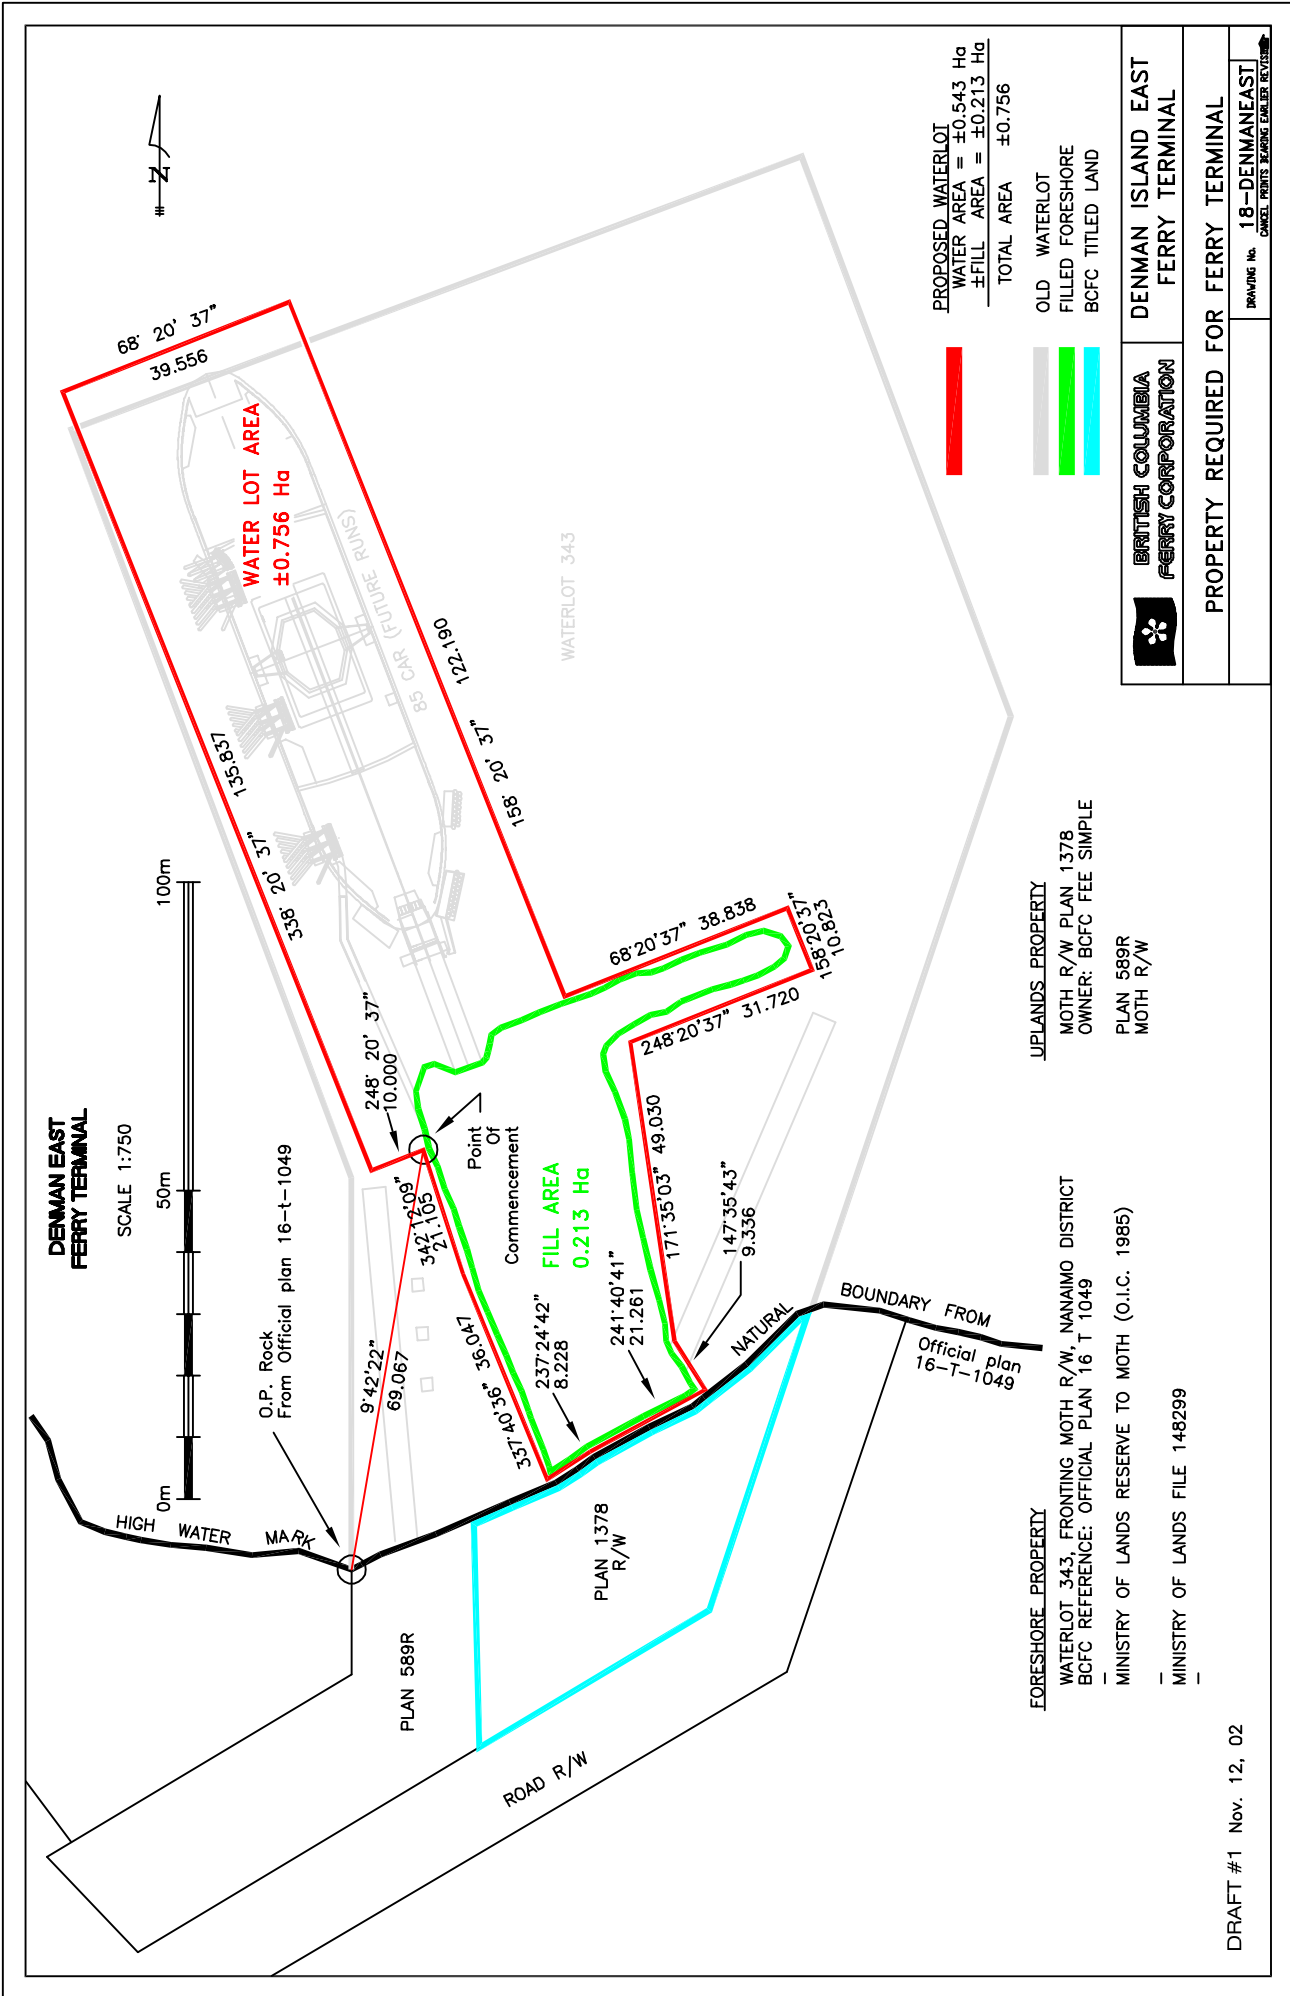 DENMAN EAST
FERRY TERMINAL
SCALE 1:750
0m
50m
100m
N
O.P. Rock
From Official plan 16-t-1049
HIGH WATER MARK
9°42'22"
69.067
248° 20' 37"
10.000
338° 20' 37" 135.837
68° 20' 37"
39.556
WATER LOT AREA
±0.756 Ha
85 CAR (FUTURE RUNS)
158° 20' 37" 122.190
WATERLOT 343
342°12'09"
21.105
Point
Of
Commencement
FILL AREA
0.213 Ha
337°40'36" 36.047
237°24'42"
8.228
241°40'41"
21.261
147°35'43"
9.336
171°35'03" 49.030
248°20'37" 31.720
68°20'37" 38.838
158°20'37"
10.823
NATURAL BOUNDARY FROM
Official plan
16-T-1049
PLAN 1378
R/W
PLAN 589R
ROAD R/W
PROPOSED WATERLOT
WATER AREA = ±0.543 Ha
±FILL AREA = ±0.213 Ha
TOTAL AREA ±0.756
OLD WATERLOT
FILLED FORESHORE
BCFC TITLED LAND
FORESHORE PROPERTY
WATERLOT 343, FRONTING MOTH R/W, NANAIMO DISTRICT
BCFC REFERENCE: OFFICIAL PLAN 16 T 1049
–
MINISTRY OF LANDS RESERVE TO MOTH (O.I.C. 1985)
–
MINISTRY OF LANDS FILE 148299
–
UPLANDS PROPERTY
MOTH R/W PLAN 1378
OWNER: BCFC FEE SIMPLE
PLAN 589R
MOTH R/W
BRITISH COLUMBIA
FERRY CORPORATION
DENMAN ISLAND EAST
FERRY TERMINAL
PROPERTY REQUIRED FOR FERRY TERMINAL
DRAWING No. 18-DENMANEAST
CANCEL PRINTS BEARING EARLIER REVISION
DRAFT #1 Nov. 12, 02